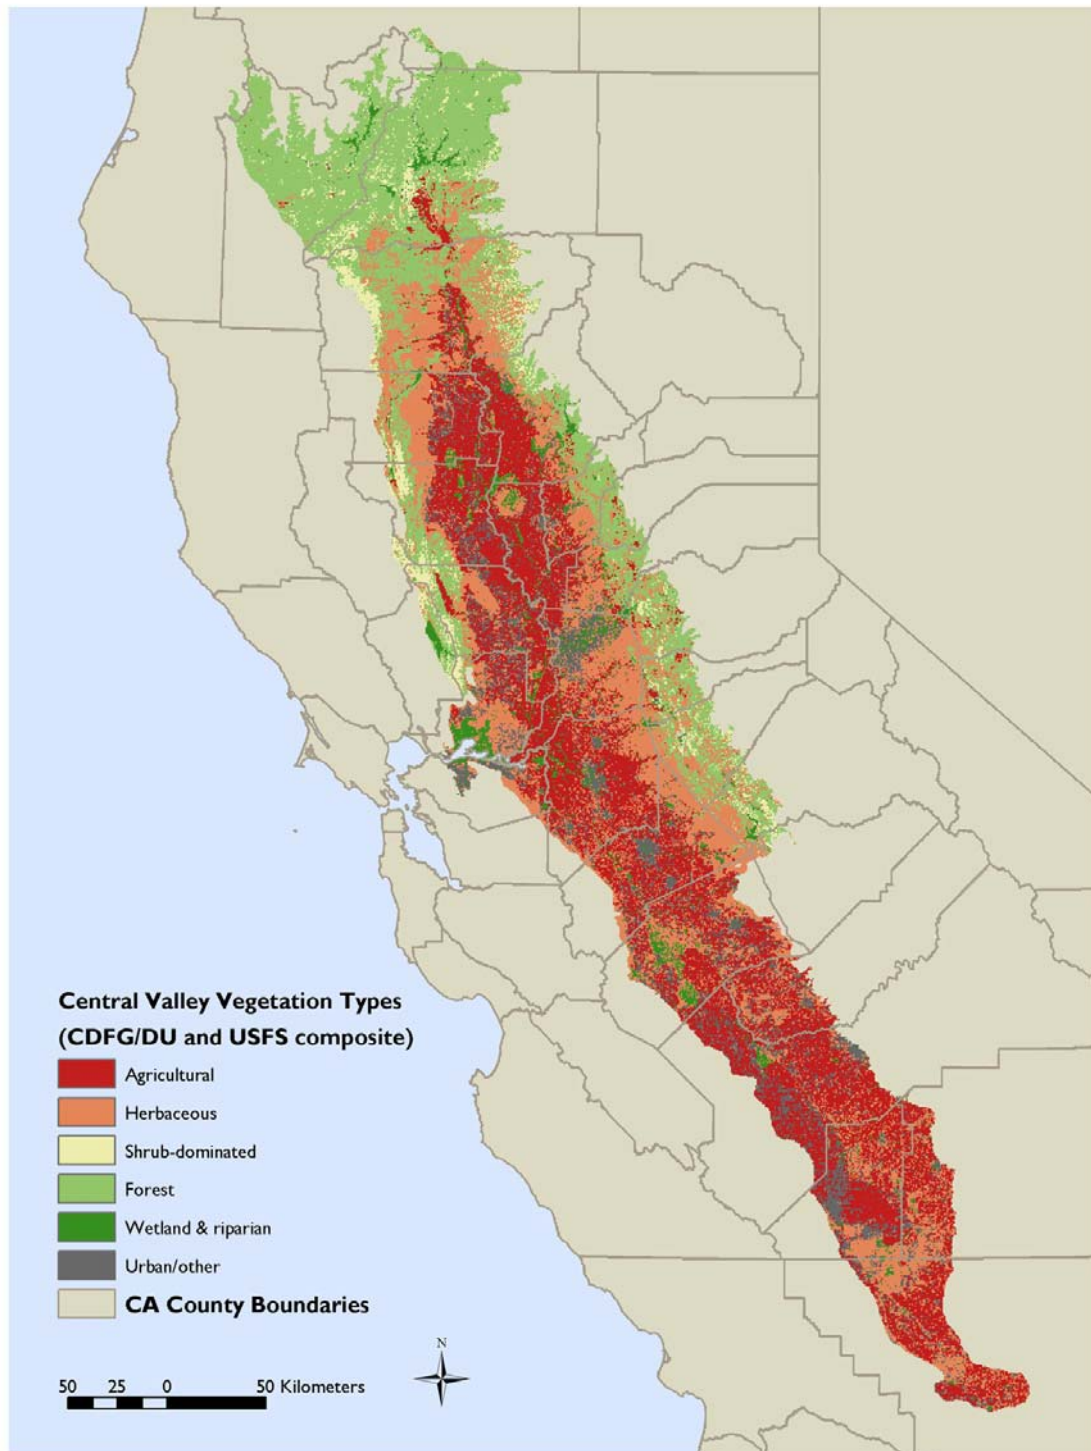 Central Valley Vegetation Types
(CDFG/DU and USFS composite)
Agricultural
Herbaceous
Shrub-dominated
Forest
Wetland & riparian
Urban/other
CA County Boundaries
N
50 25 0 50 Kilometers